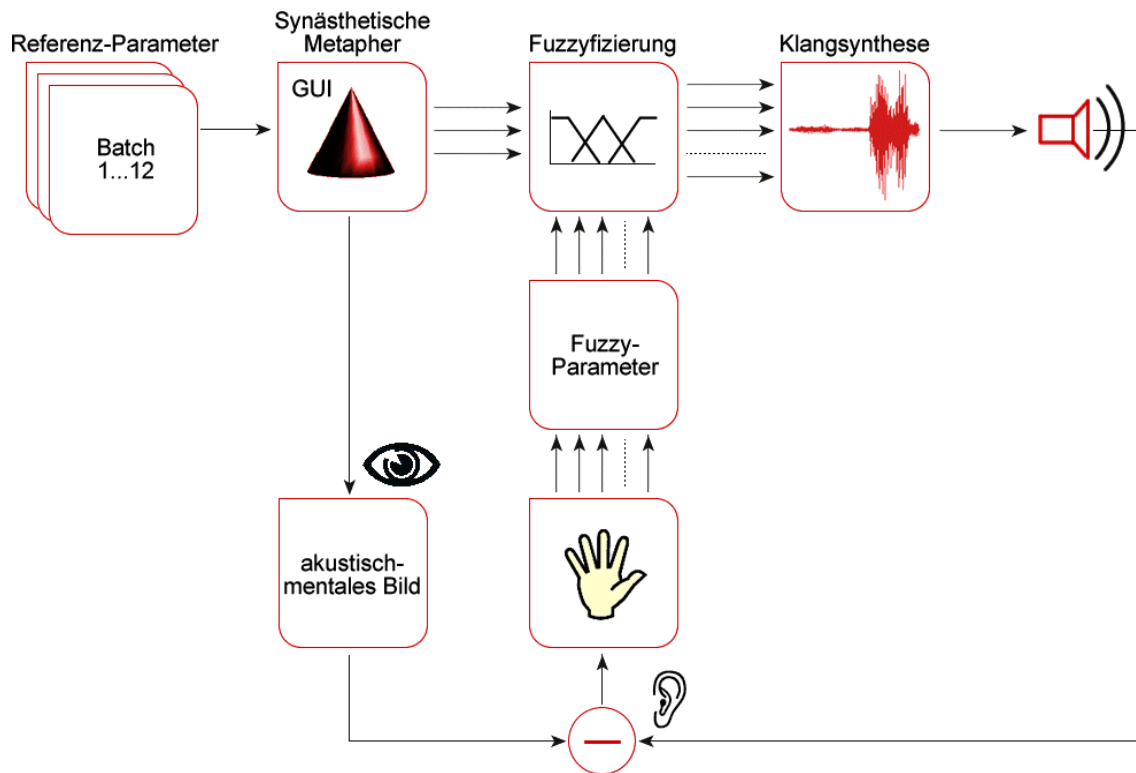 Referenz-Parameter
Synästhetische
Metapher
Fuzzyfizierung
Klangsynthese
GUI
Batch
1...12
Fuzzy-
Parameter
akustisch-
mentales Bild